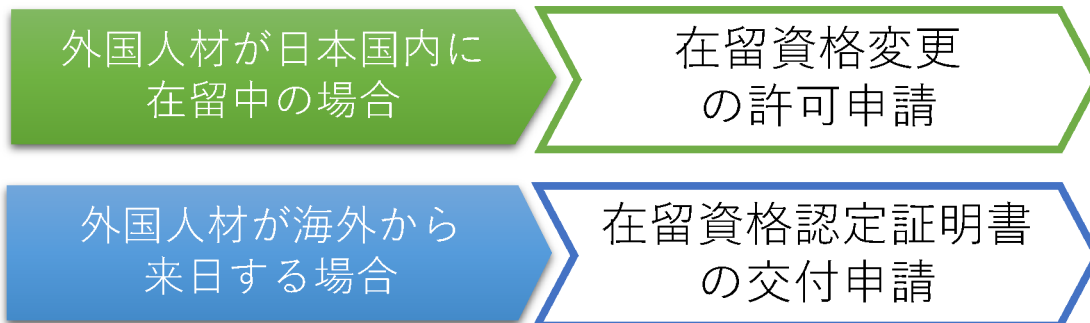 外国人材が日本国内に
在留中の場合
在留資格変更
の許可申請
外国人材が海外から
来日する場合
在留資格認定証明書
の交付申請